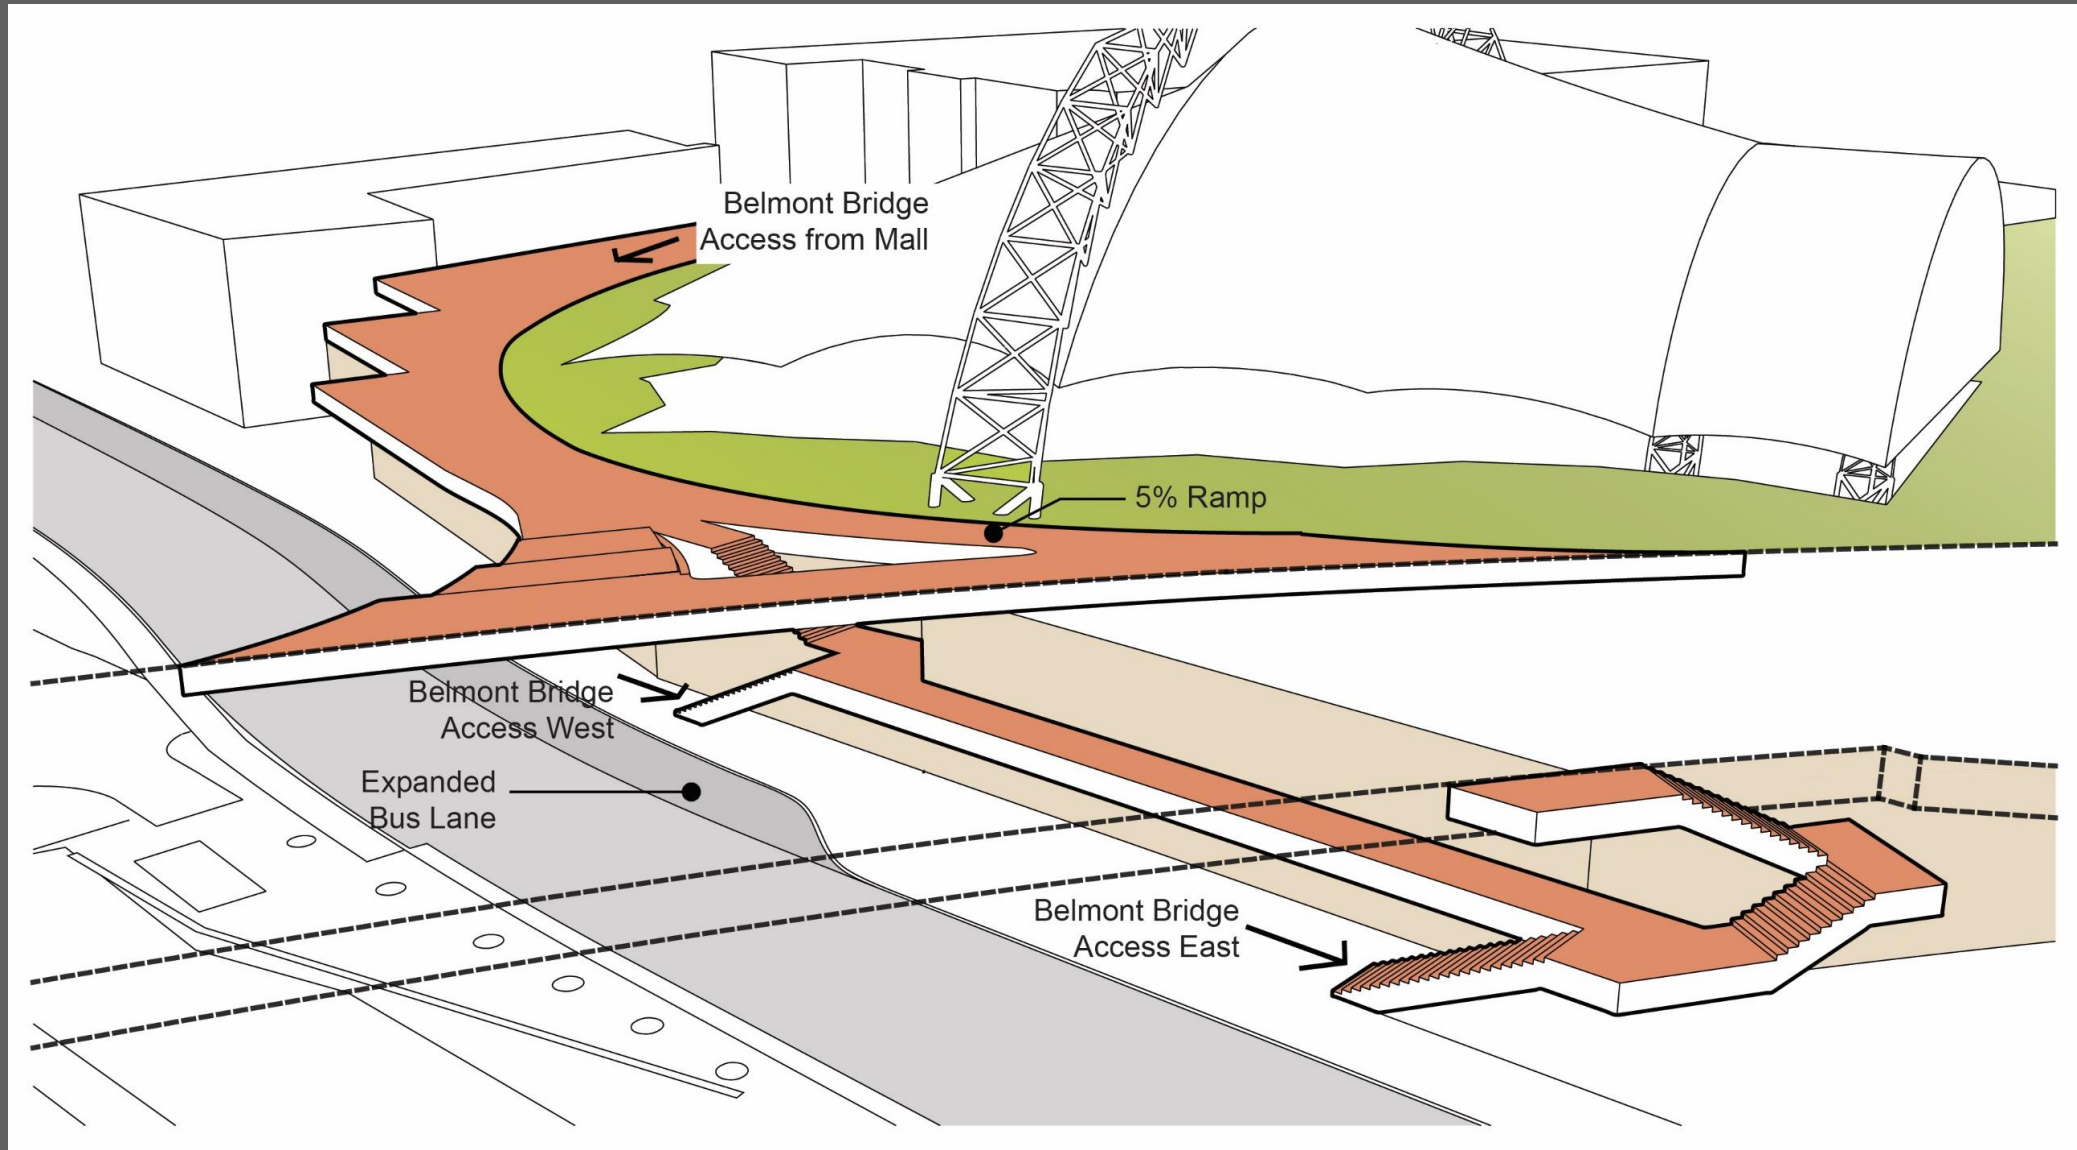 Belmont Bridge
Access from Mall
5% Ramp
Belmont Bridge
Access West
Expanded
Bus Lane
Belmont Bridge
Access East